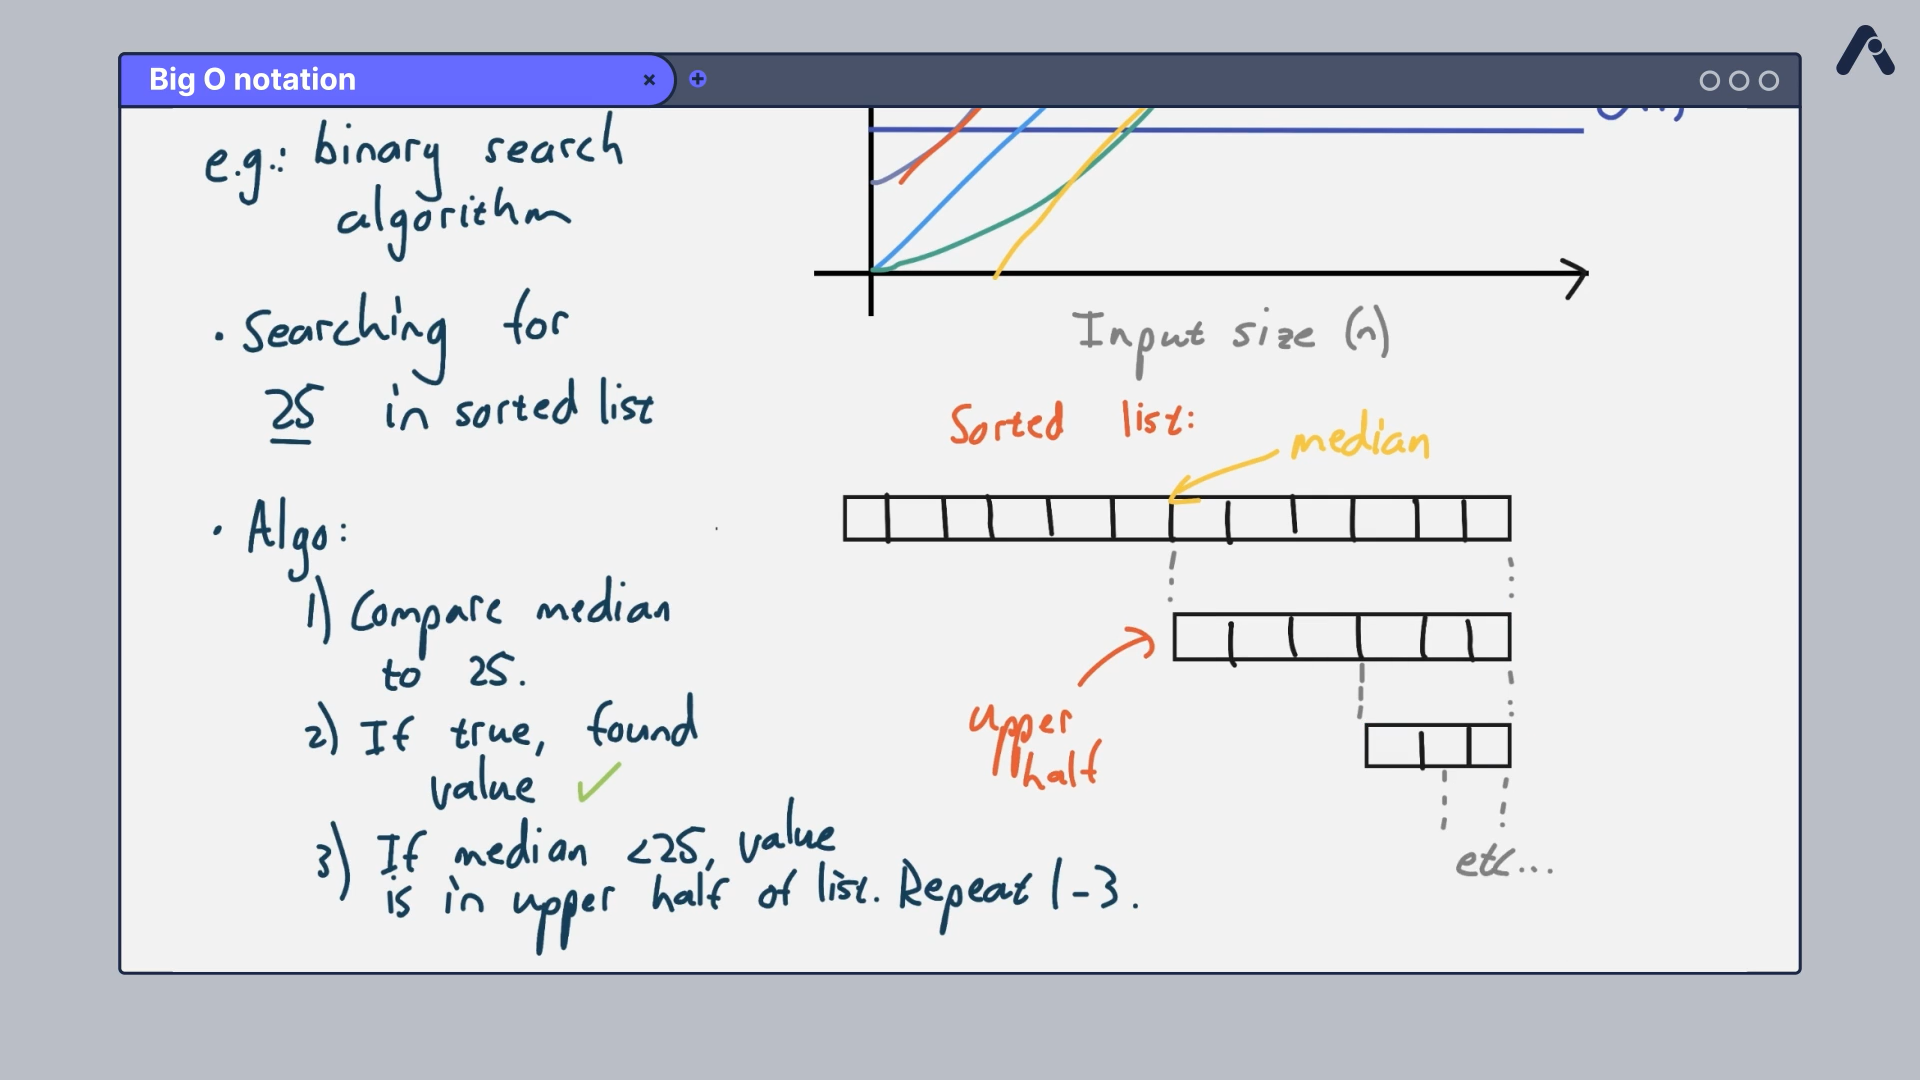 Big O notation
e.g.: binary search
algorithm
• Searching for
25 in sorted list
• Algo:
1) Compare median
to 25.
2) If true, found
value ✓
3) If median <25, value
is in upper half of list. Repeat 1-3.
Input size (n)
Sorted list:
median
upper
half
etc...